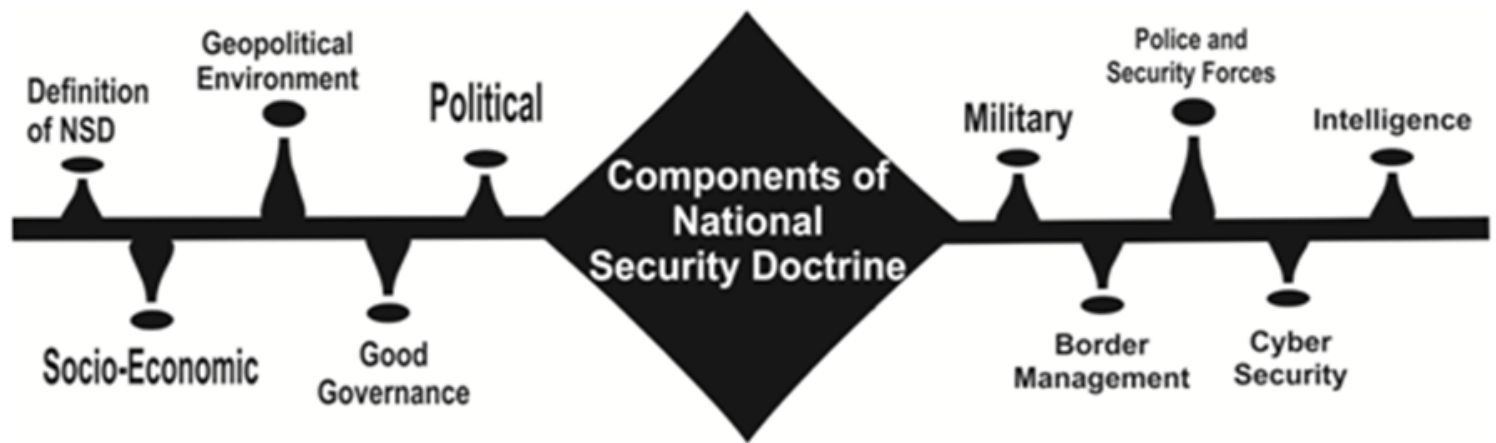 Definition
of NSD
Geopolitical
Environment
Political
Socio-Economic
Good
Governance
Components of
National
Security Doctrine
Military
Police and
Security Forces
Intelligence
Border
Management
Cyber
Security